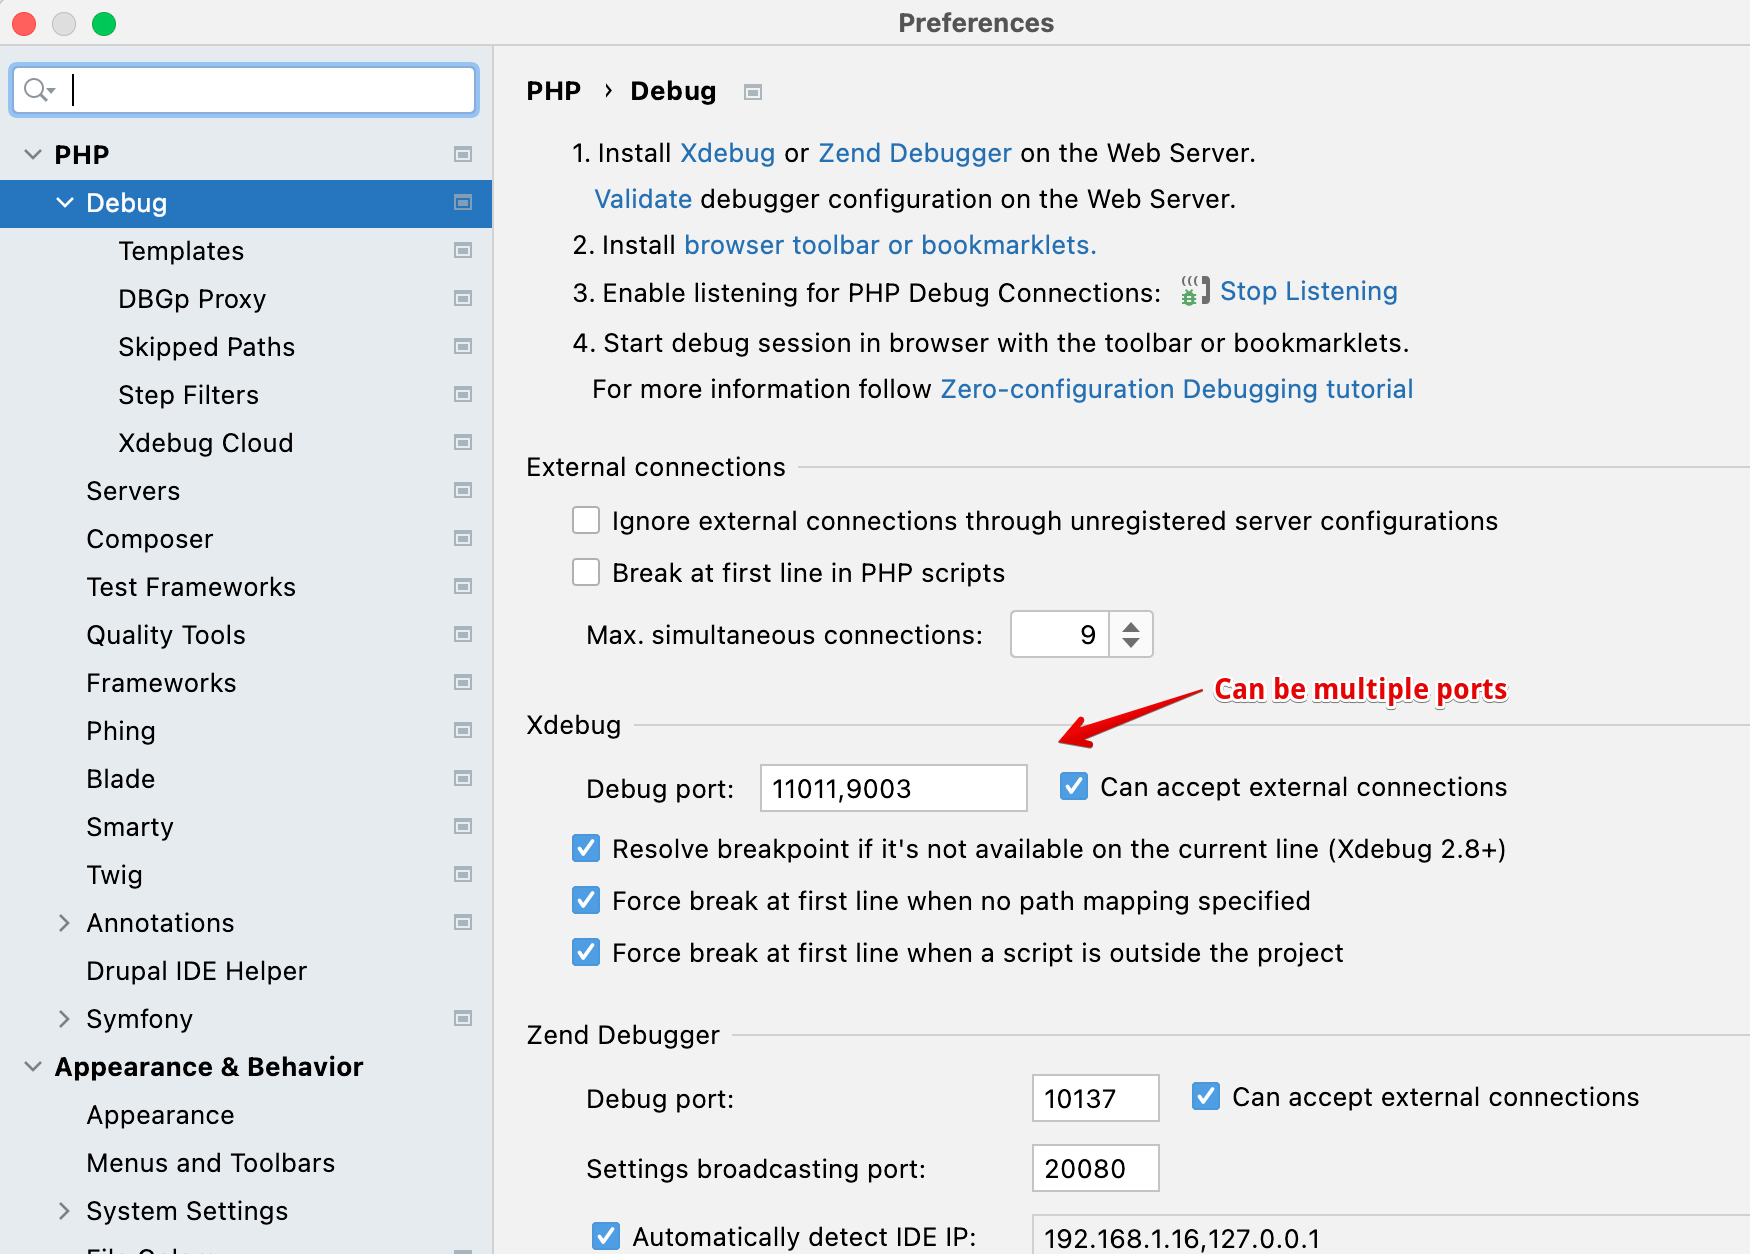 Preferences
PHP
Debug
Templates
DBGp Proxy
Skipped Paths
Step Filters
Xdebug Cloud
Servers
Composer
Test Frameworks
Quality Tools
Frameworks
Phing
Blade
Smarty
Twig
Annotations
Drupal IDE Helper
Symfony
Appearance & Behavior
Appearance
Menus and Toolbars
System Settings
PHP › Debug
1. Install Xdebug or Zend Debugger on the Web Server.
Validate debugger configuration on the Web Server.
2. Install browser toolbar or bookmarklets.
3. Enable listening for PHP Debug Connections: Stop Listening
4. Start debug session in browser with the toolbar or bookmarklets.
For more information follow Zero-configuration Debugging tutorial
External connections
Ignore external connections through unregistered server configurations
Break at first line in PHP scripts
Max. simultaneous connections: 9
Can be multiple ports
Xdebug
Debug port: 11011,9003 Can accept external connections
Resolve breakpoint if it's not available on the current line (Xdebug 2.8+)
Force break at first line when no path mapping specified
Force break at first line when a script is outside the project
Zend Debugger
Debug port: 10137 Can accept external connections
Settings broadcasting port: 20080
Automatically detect IDE IP: 192.168.1.16,127.0.0.1